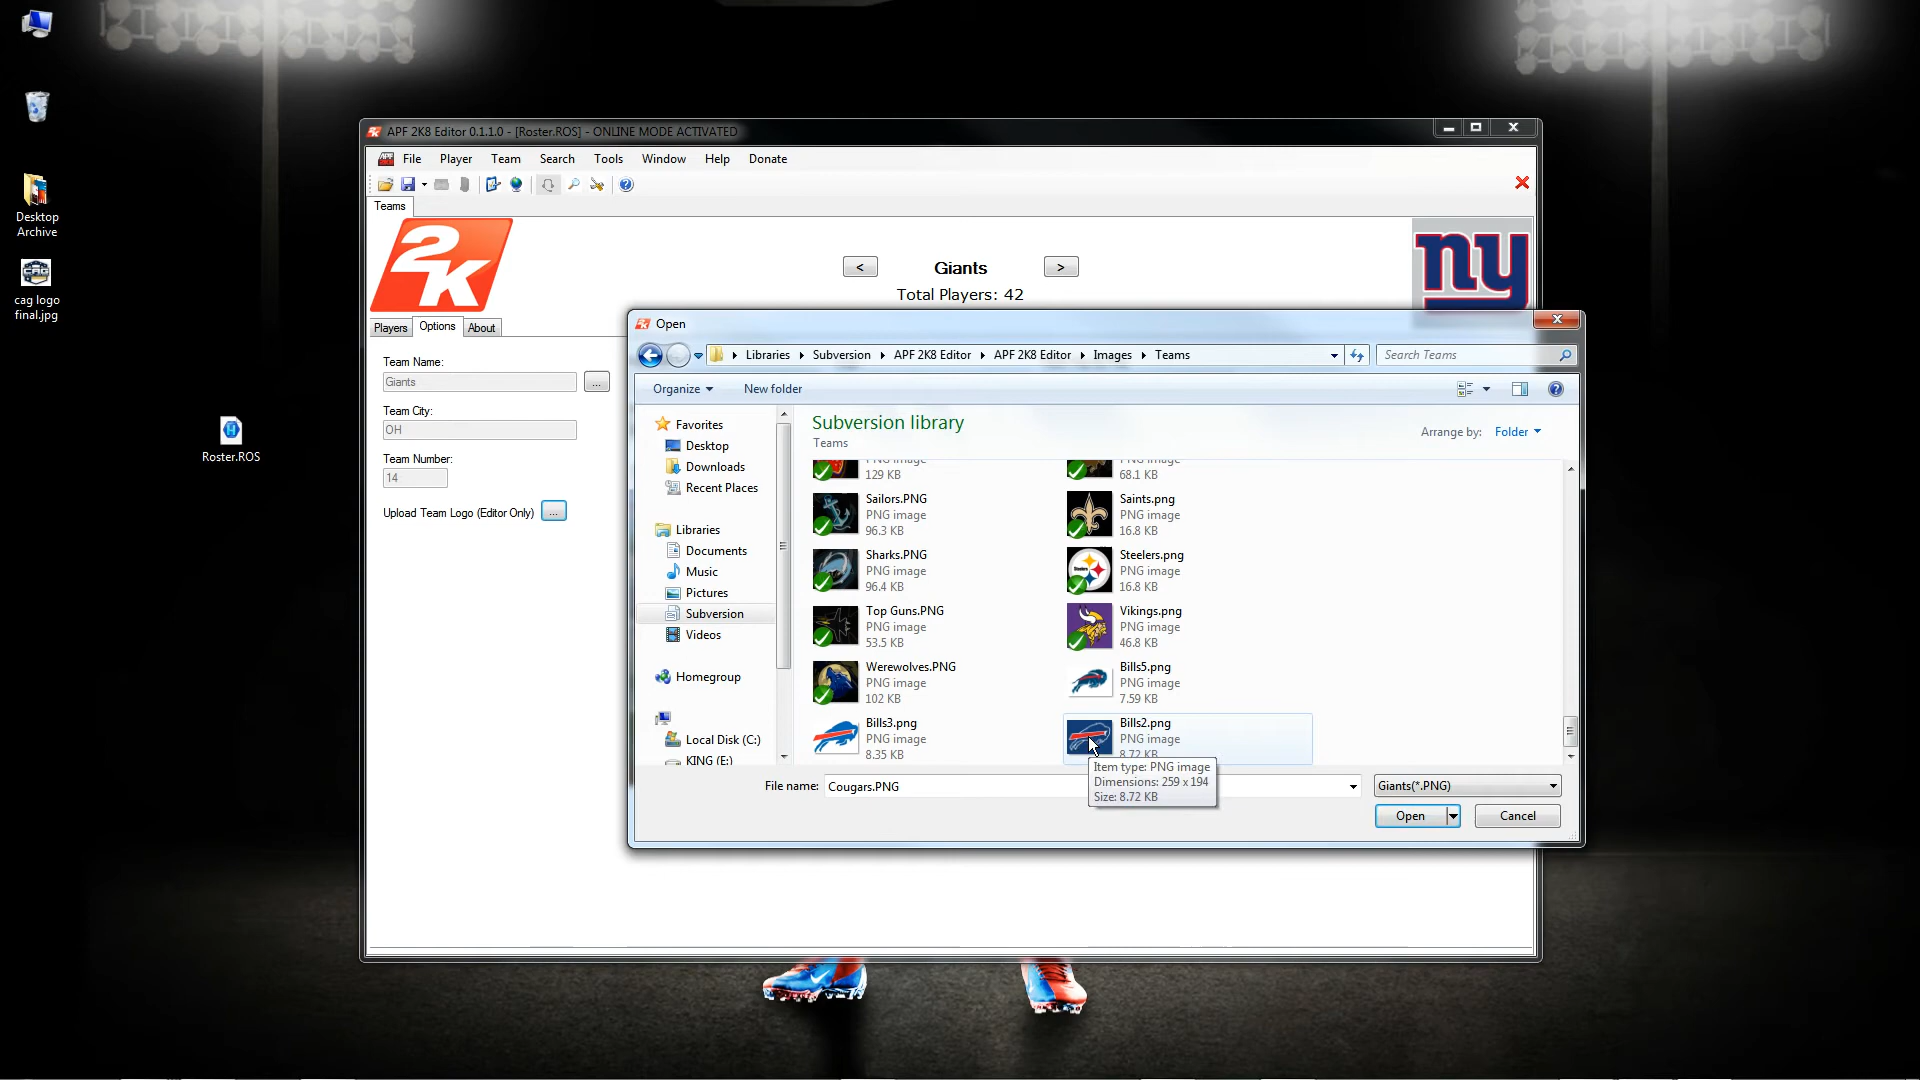 APF 2K8 Editor 0.1.1.0 - [Roster.ROS] - ONLINE MODE ACTIVATED
File Player Team Search Tools Window Help Donate
Teams
2K
< Giants >
Total Players: 42
ny
Players Options About
Team Name:
Giants ...
Team City:
OH
Team Number:
14
Upload Team Logo (Editor Only) ...
Desktop
Archive
cag logo
final.jpg
Roster.ROS
Open
Libraries Subversion APF 2K8 Editor APF 2K8 Editor Images Teams
Search Teams
Organize New folder
Favorites
Desktop
Downloads
Recent Places
Libraries
Documents
Music
Pictures
Subversion
Videos
Homegroup
Local Disk (C:)
KING (E:)
Subversion library
Teams
Arrange by: Folder
PNG image
129 KB
PNG image
68.1 KB
Sailors.PNG
PNG image
96.3 KB
Saints.png
PNG image
16.8 KB
Sharks.PNG
PNG image
96.4 KB
Steelers.png
PNG image
16.8 KB
Top Guns.PNG
PNG image
53.5 KB
Vikings.png
PNG image
46.8 KB
Werewolves.PNG
PNG image
102 KB
Bills5.png
PNG image
7.59 KB
Bills3.png
PNG image
8.35 KB
Bills2.png
PNG image
8.72 KB
Item type: PNG image
Dimensions: 259 x 194
Size: 8.72 KB
File name: Cougars.PNG
Giants(*.PNG)
Open
Cancel